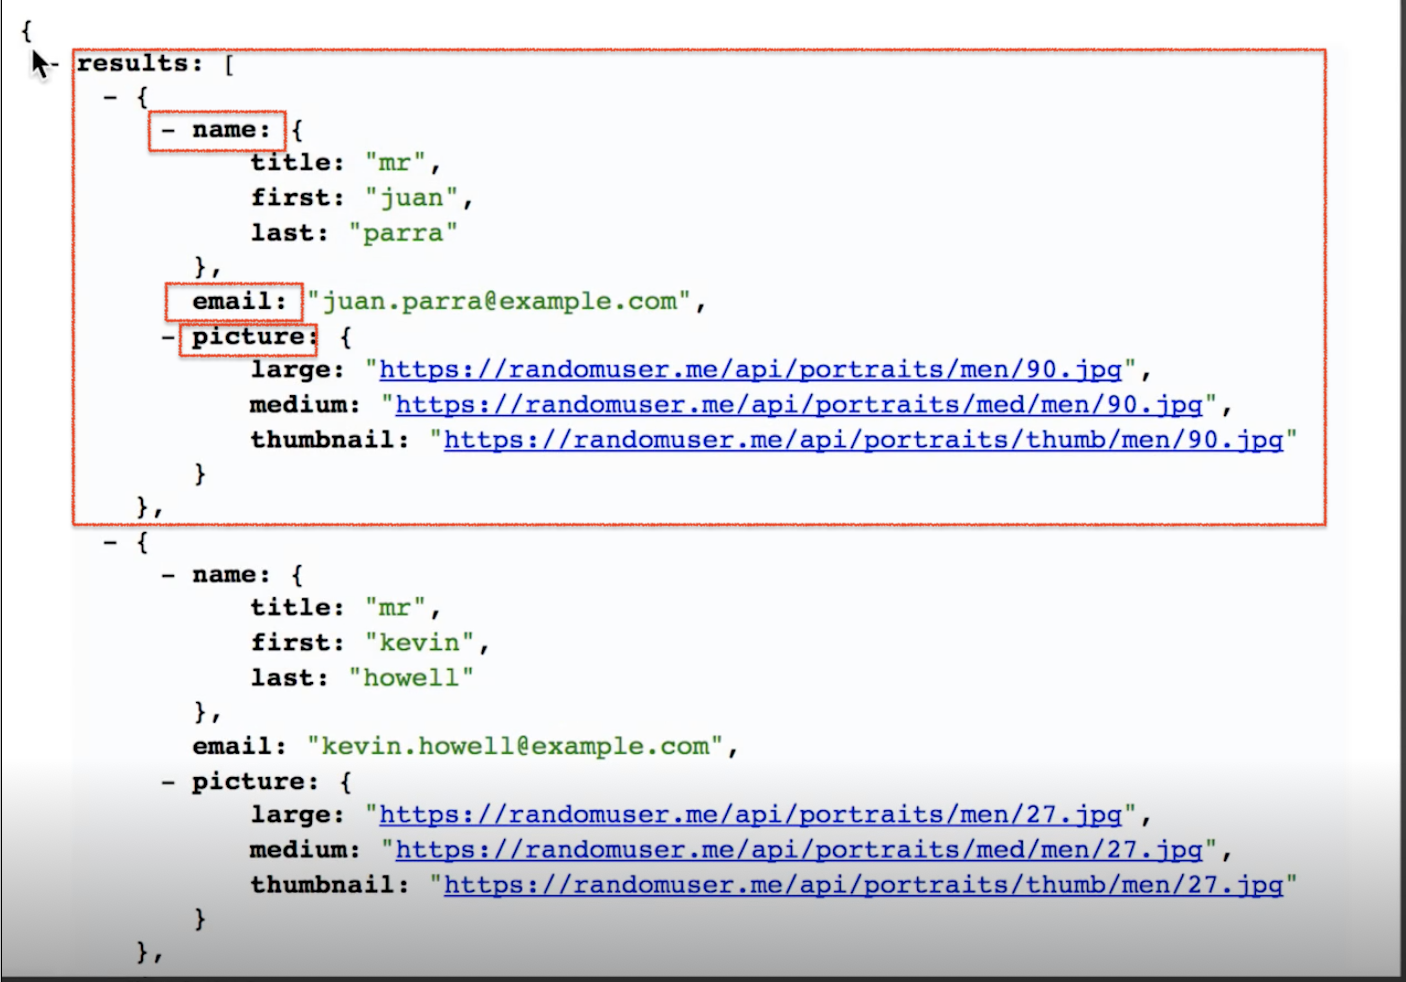 {
- results: [
- {
- name: {
title: "mr",
first: "juan",
last: "parra"
},
email: "juan.parra@example.com",
- picture: {
large: "https://randomuser.me/api/portraits/men/90.jpg",
medium: "https://randomuser.me/api/portraits/med/men/90.jpg",
thumbnail: "https://randomuser.me/api/portraits/thumb/men/90.jpg"
}
},
- {
- name: {
title: "mr",
first: "kevin",
last: "howell"
},
email: "kevin.howell@example.com",
- picture: {
large: "https://randomuser.me/api/portraits/men/27.jpg",
medium: "https://randomuser.me/api/portraits/med/men/27.jpg",
thumbnail: "https://randomuser.me/api/portraits/thumb/men/27.jpg"
}
},